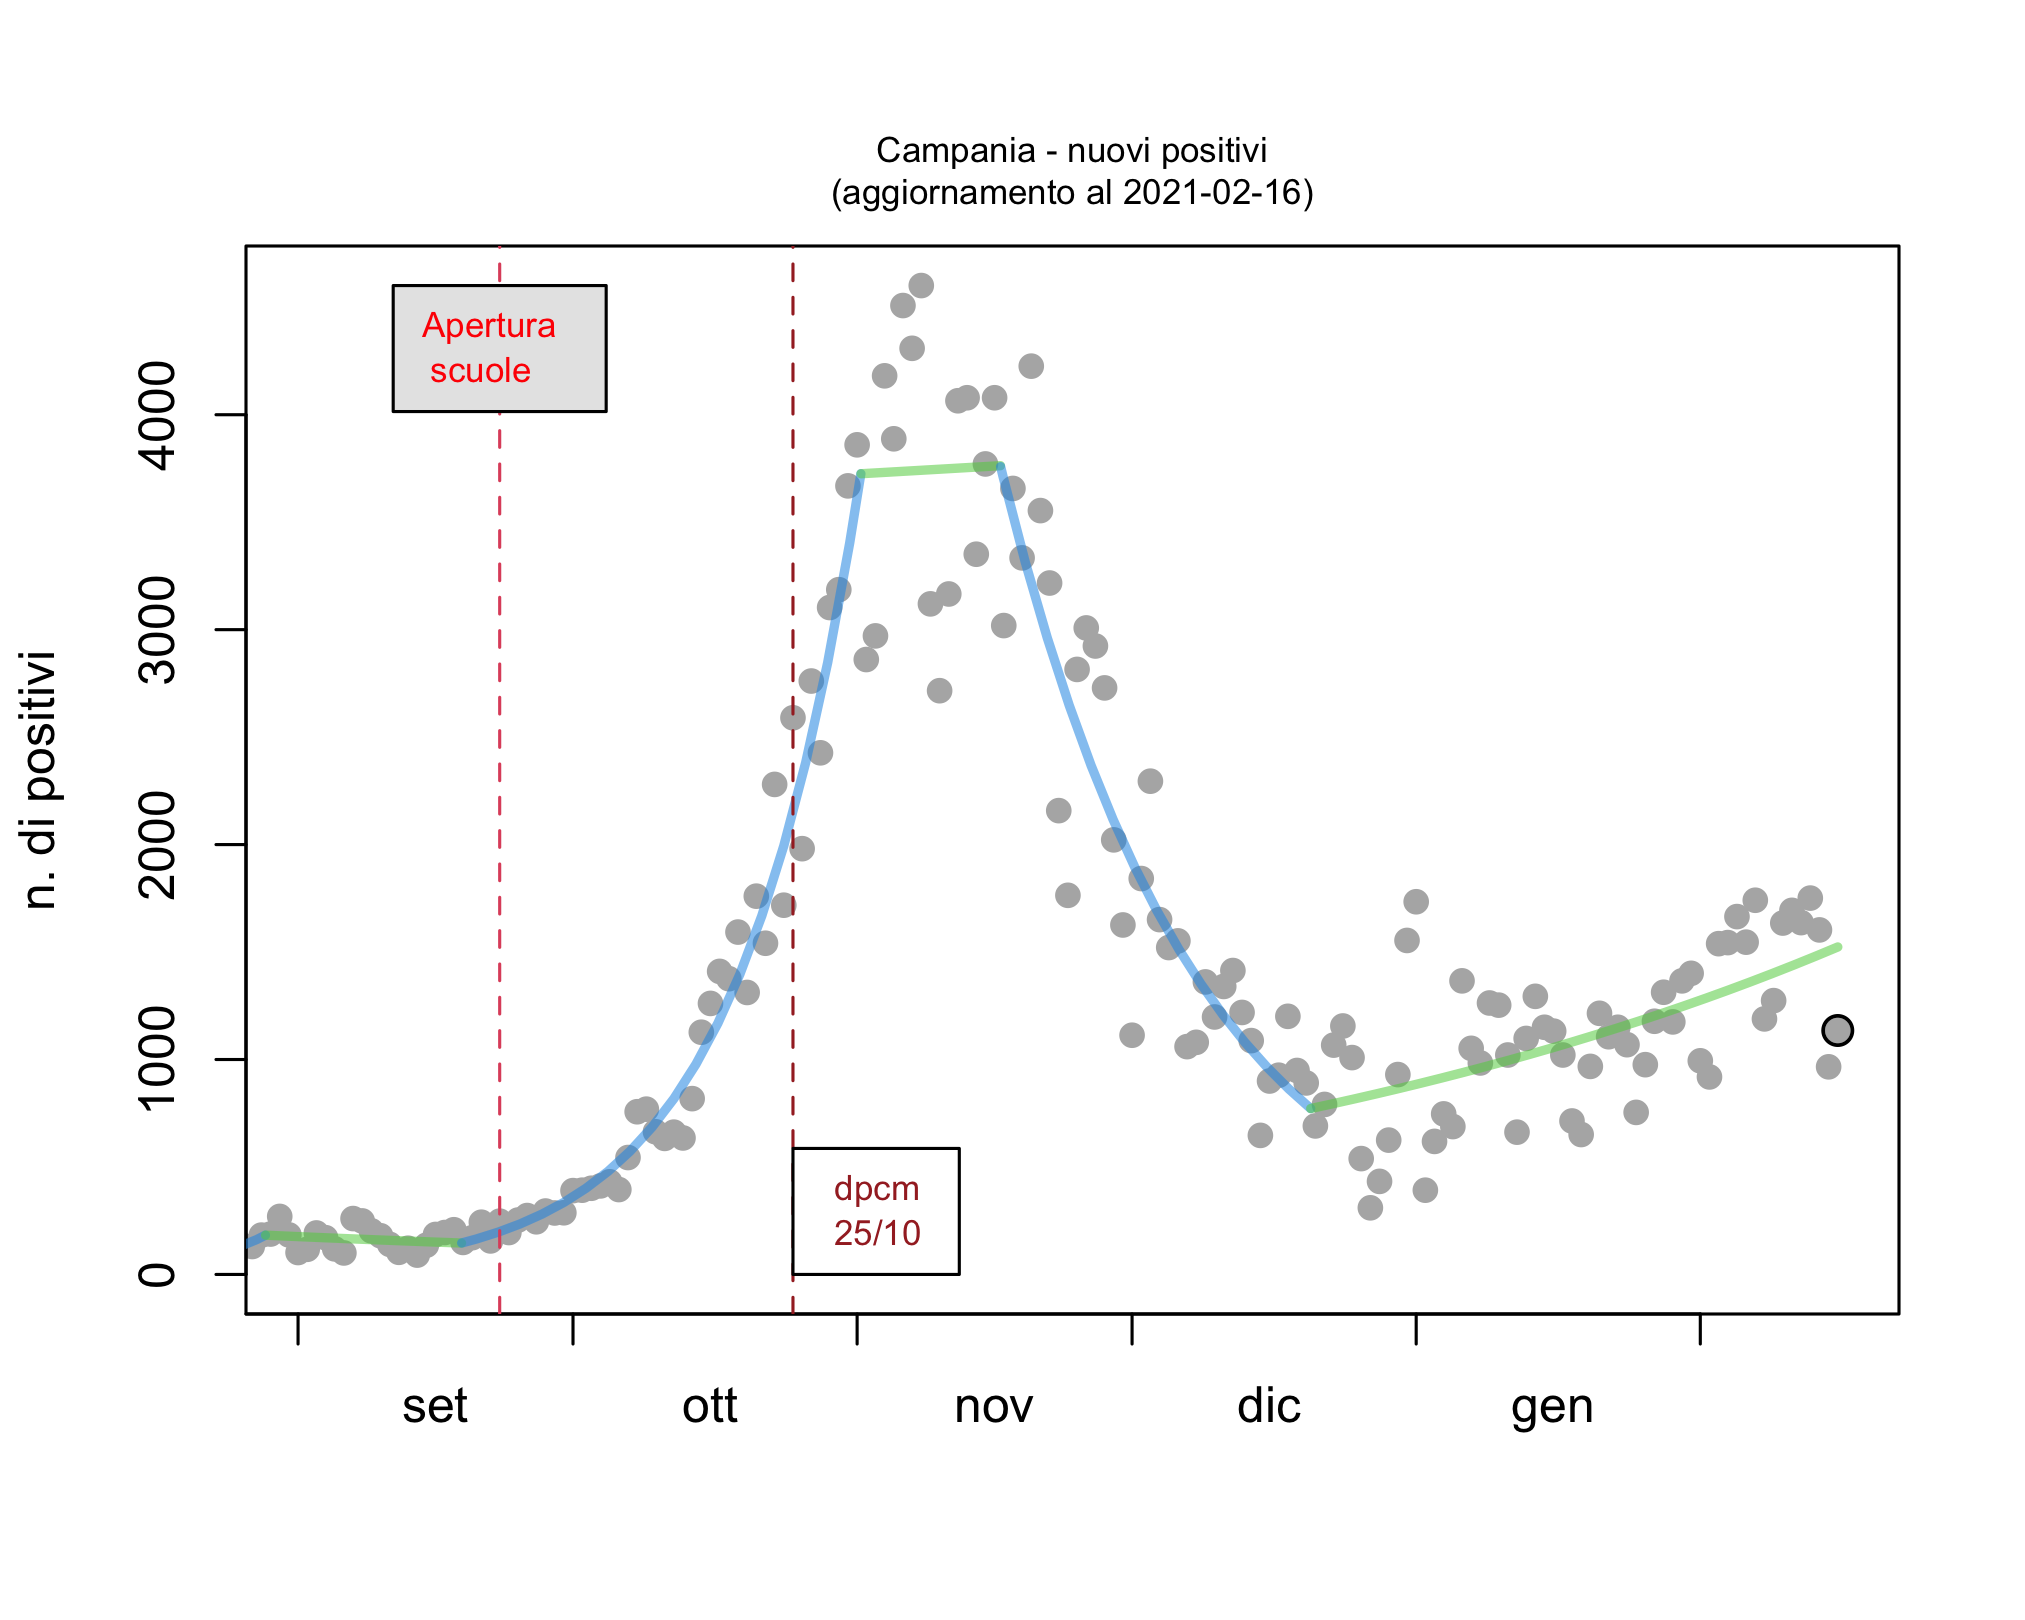 Campania - nuovi positivi
(aggiornamento al 2021-02-16)
Apertura
scuole
n. di positivi
4000
3000
2000
1000
0
dpcm
25/10
set ott nov dic gen